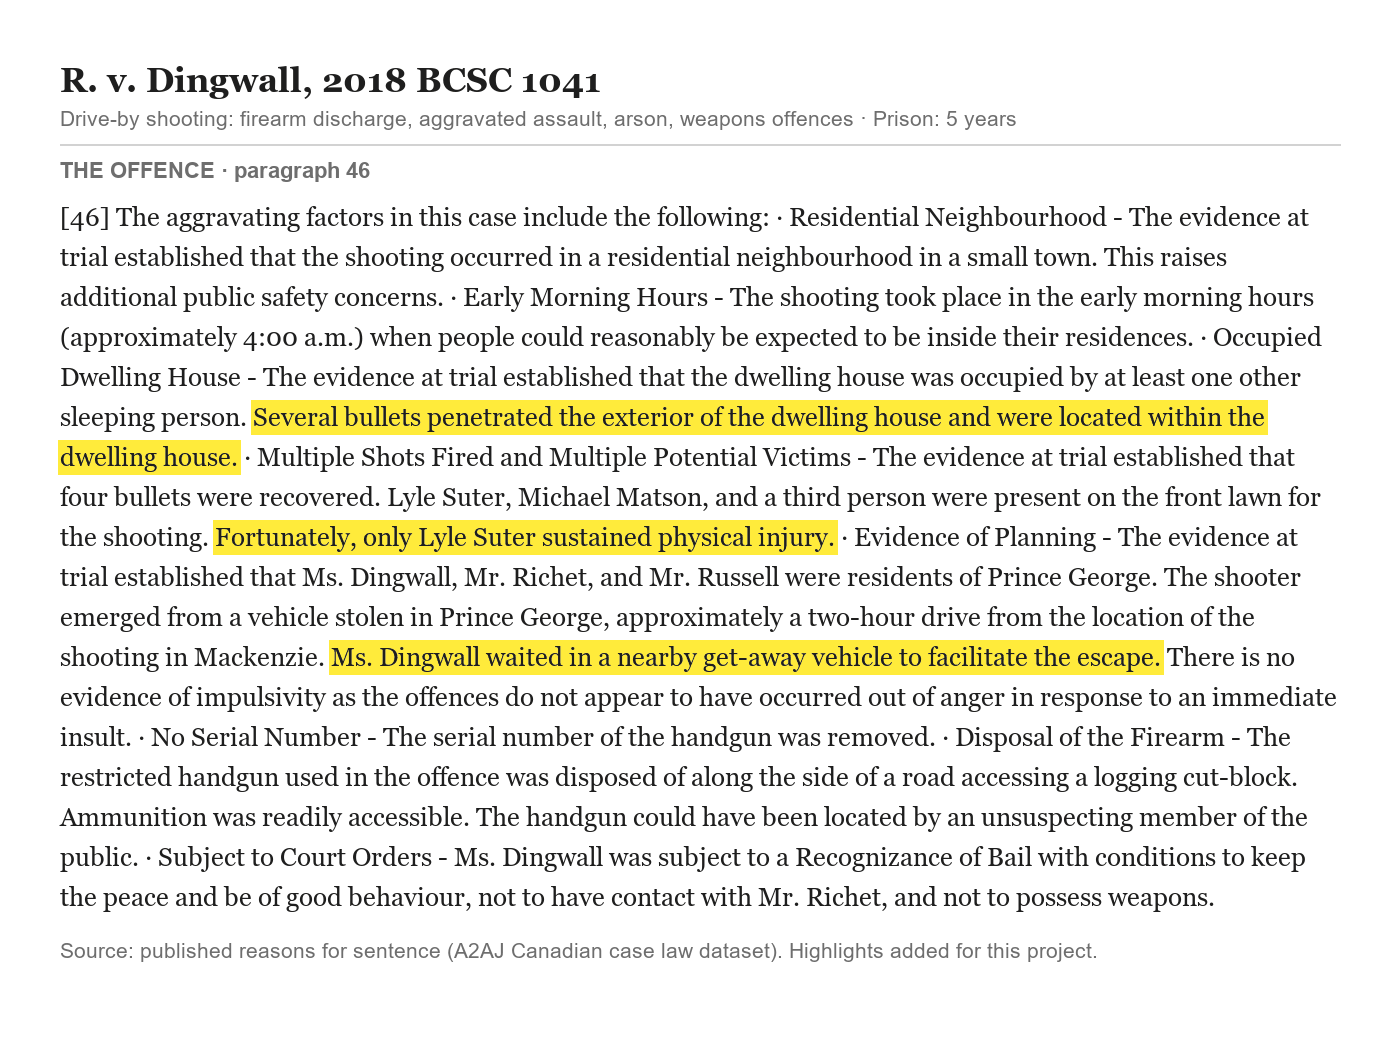 R. v. Dingwall, 2018 BCSC 1041
Drive-by shooting: firearm discharge, aggravated assault, arson, weapons offences · Prison: 5 years
THE OFFENCE · paragraph 46
[46] The aggravating factors in this case include the following: · Residential Neighbourhood - The evidence at
trial established that the shooting occurred in a residential neighbourhood in a small town. This raises
additional public safety concerns. · Early Morning Hours - The shooting took place in the early morning hours
(approximately 4:00 a.m.) when people could reasonably be expected to be inside their residences. · Occupied
Dwelling House - The evidence at trial established that the dwelling house was occupied by at least one other
sleeping person. Several bullets penetrated the exterior of the dwelling house and were located within the
dwelling house. · Multiple Shots Fired and Multiple Potential Victims - The evidence at trial established that
four bullets were recovered. Lyle Suter, Michael Matson, and a third person were present on the front lawn for
the shooting. Fortunately, only Lyle Suter sustained physical injury. · Evidence of Planning - The evidence at
trial established that Ms. Dingwall, Mr. Richet, and Mr. Russell were residents of Prince George. The shooter
emerged from a vehicle stolen in Prince George, approximately a two-hour drive from the location of the
shooting in Mackenzie. Ms. Dingwall waited in a nearby get-away vehicle to facilitate the escape. There is no
evidence of impulsivity as the offences do not appear to have occurred out of anger in response to an immediate
insult. · No Serial Number - The serial number of the handgun was removed. · Disposal of the Firearm - The
restricted handgun used in the offence was disposed of along the side of a road accessing a logging cut-block.
Ammunition was readily accessible. The handgun could have been located by an unsuspecting member of the
public. · Subject to Court Orders - Ms. Dingwall was subject to a Recognizance of Bail with conditions to keep
the peace and be of good behaviour, not to have contact with Mr. Richet, and not to possess weapons.
Source: published reasons for sentence (A2AJ Canadian case law dataset). Highlights added for this project.